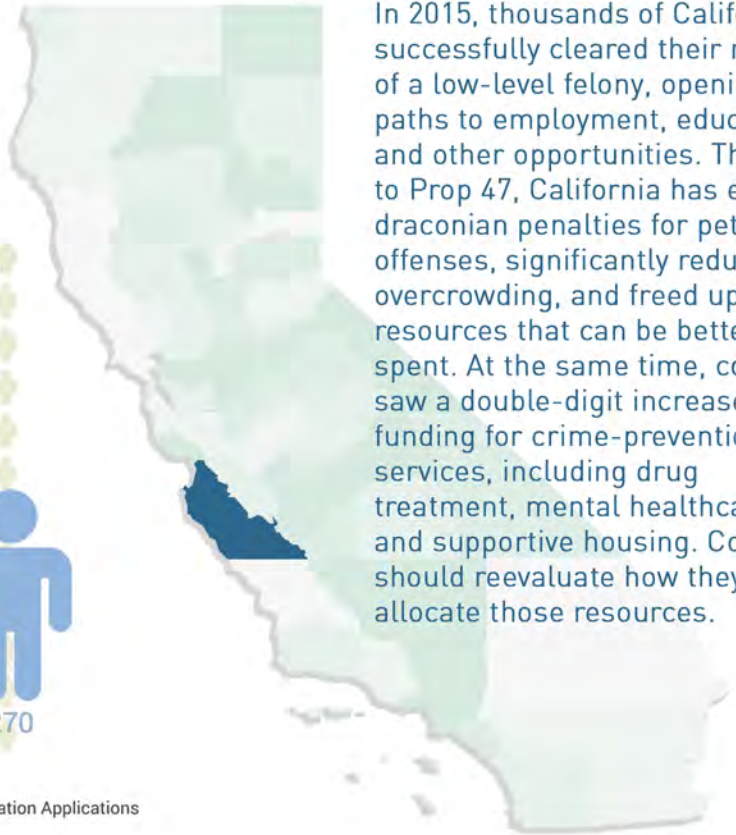 In 2015, thousands of Calif
successfully cleared their
of a low-level felony, openi
paths to employment, educ
and other opportunities. Th
to Prop 47, California has e
draconian penalties for pet
offenses, significantly redu
overcrowding, and freed up
resources that can be bette
spent. At the same time, co
saw a double-digit increase
funding for crime-preventi
services, including drug
treatment, mental healthca
and supportive housing. Co
should reevaluate how they
allocate those resources.
270
ation Applications